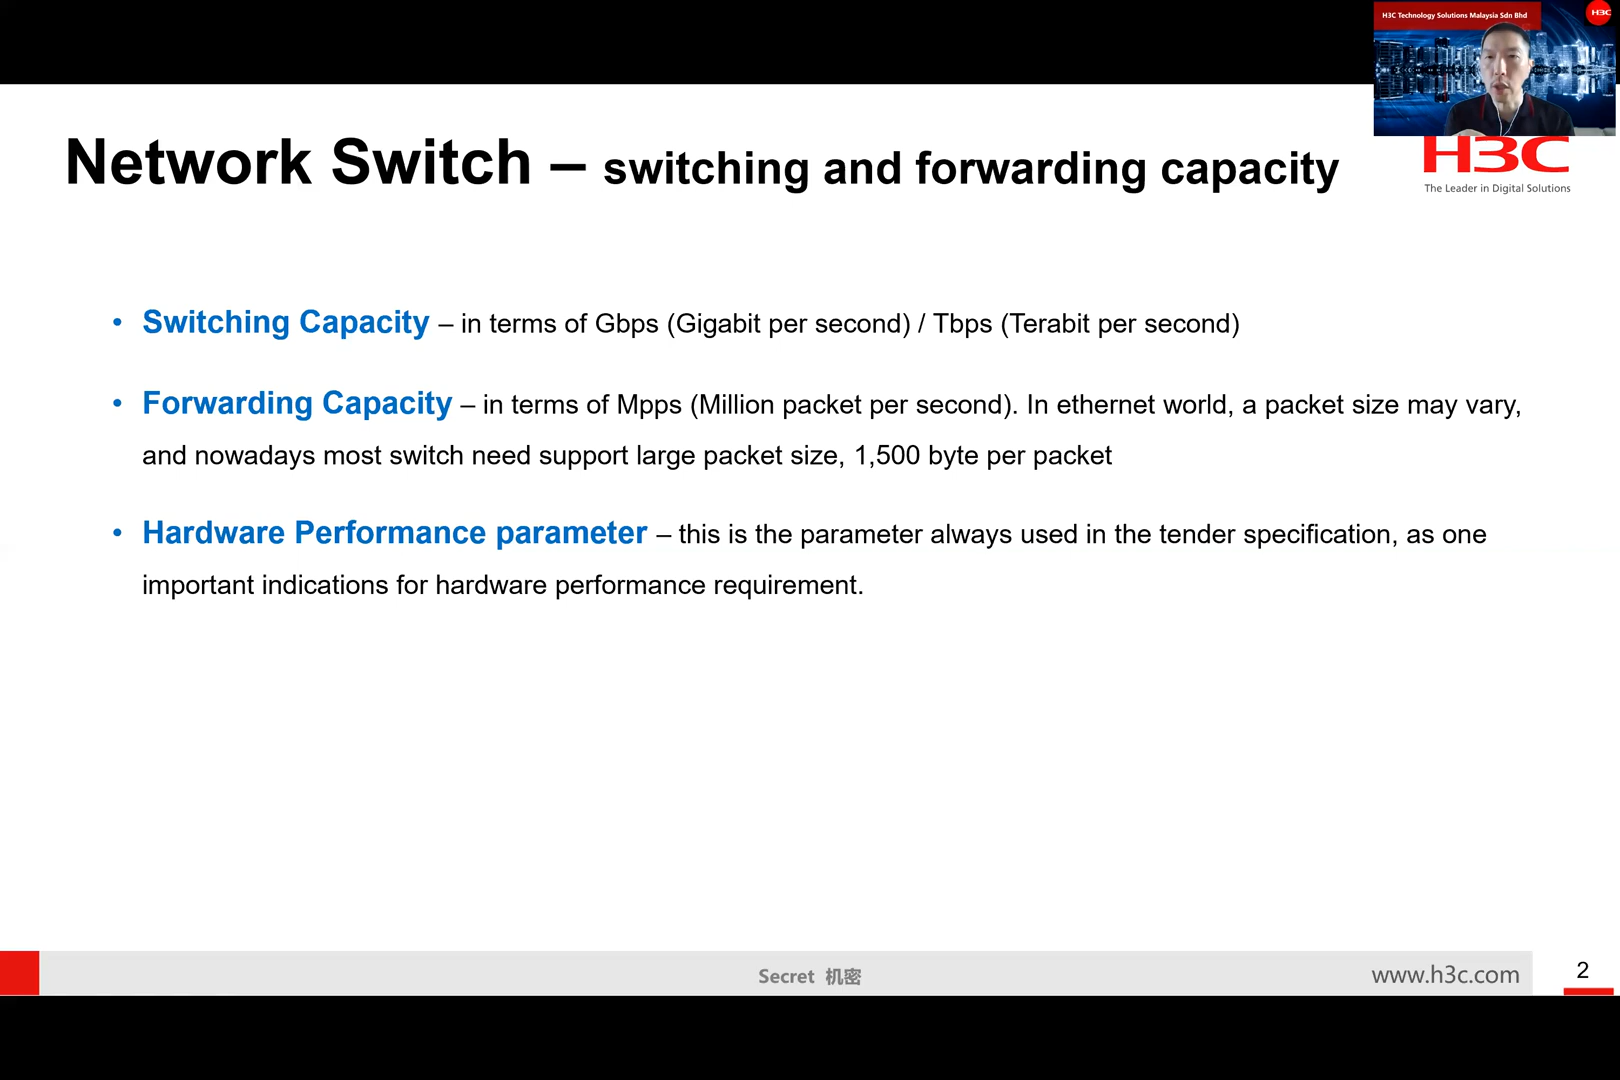 H3C Technology Solutions Malaysia Sdn Bhd
H3C
Network Switch – switching and forwarding capacity
H3C
The Leader in Digital Solutions
• Switching Capacity – in terms of Gbps (Gigabit per second) / Tbps (Terabit per second)
• Forwarding Capacity – in terms of Mpps (Million packet per second). In ethernet world, a packet size may vary,
and nowadays most switch need support large packet size, 1,500 byte per packet
• Hardware Performance parameter – this is the parameter always used in the tender specification, as one
important indications for hardware performance requirement.
Secret 机密
www.h3c.com
2